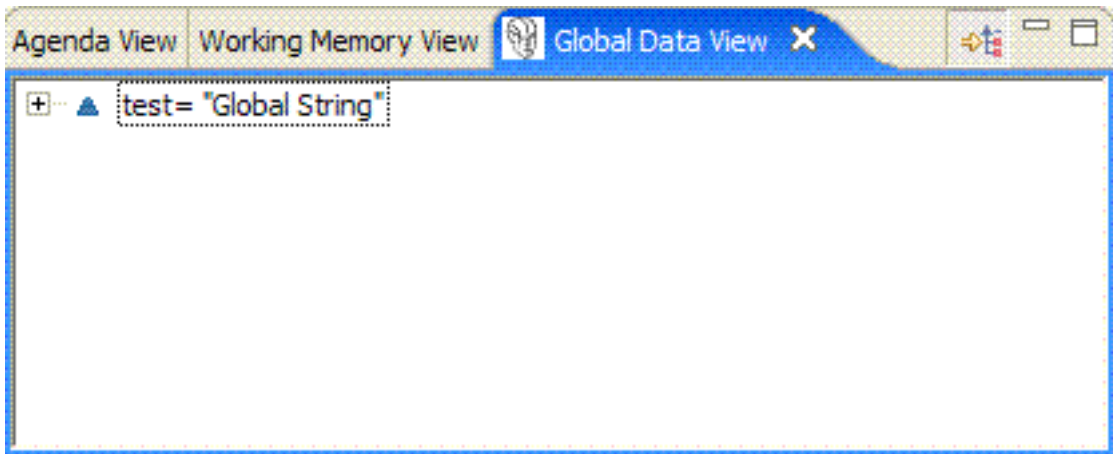 Agenda View Working Memory View Global Data View
test= "Global String"